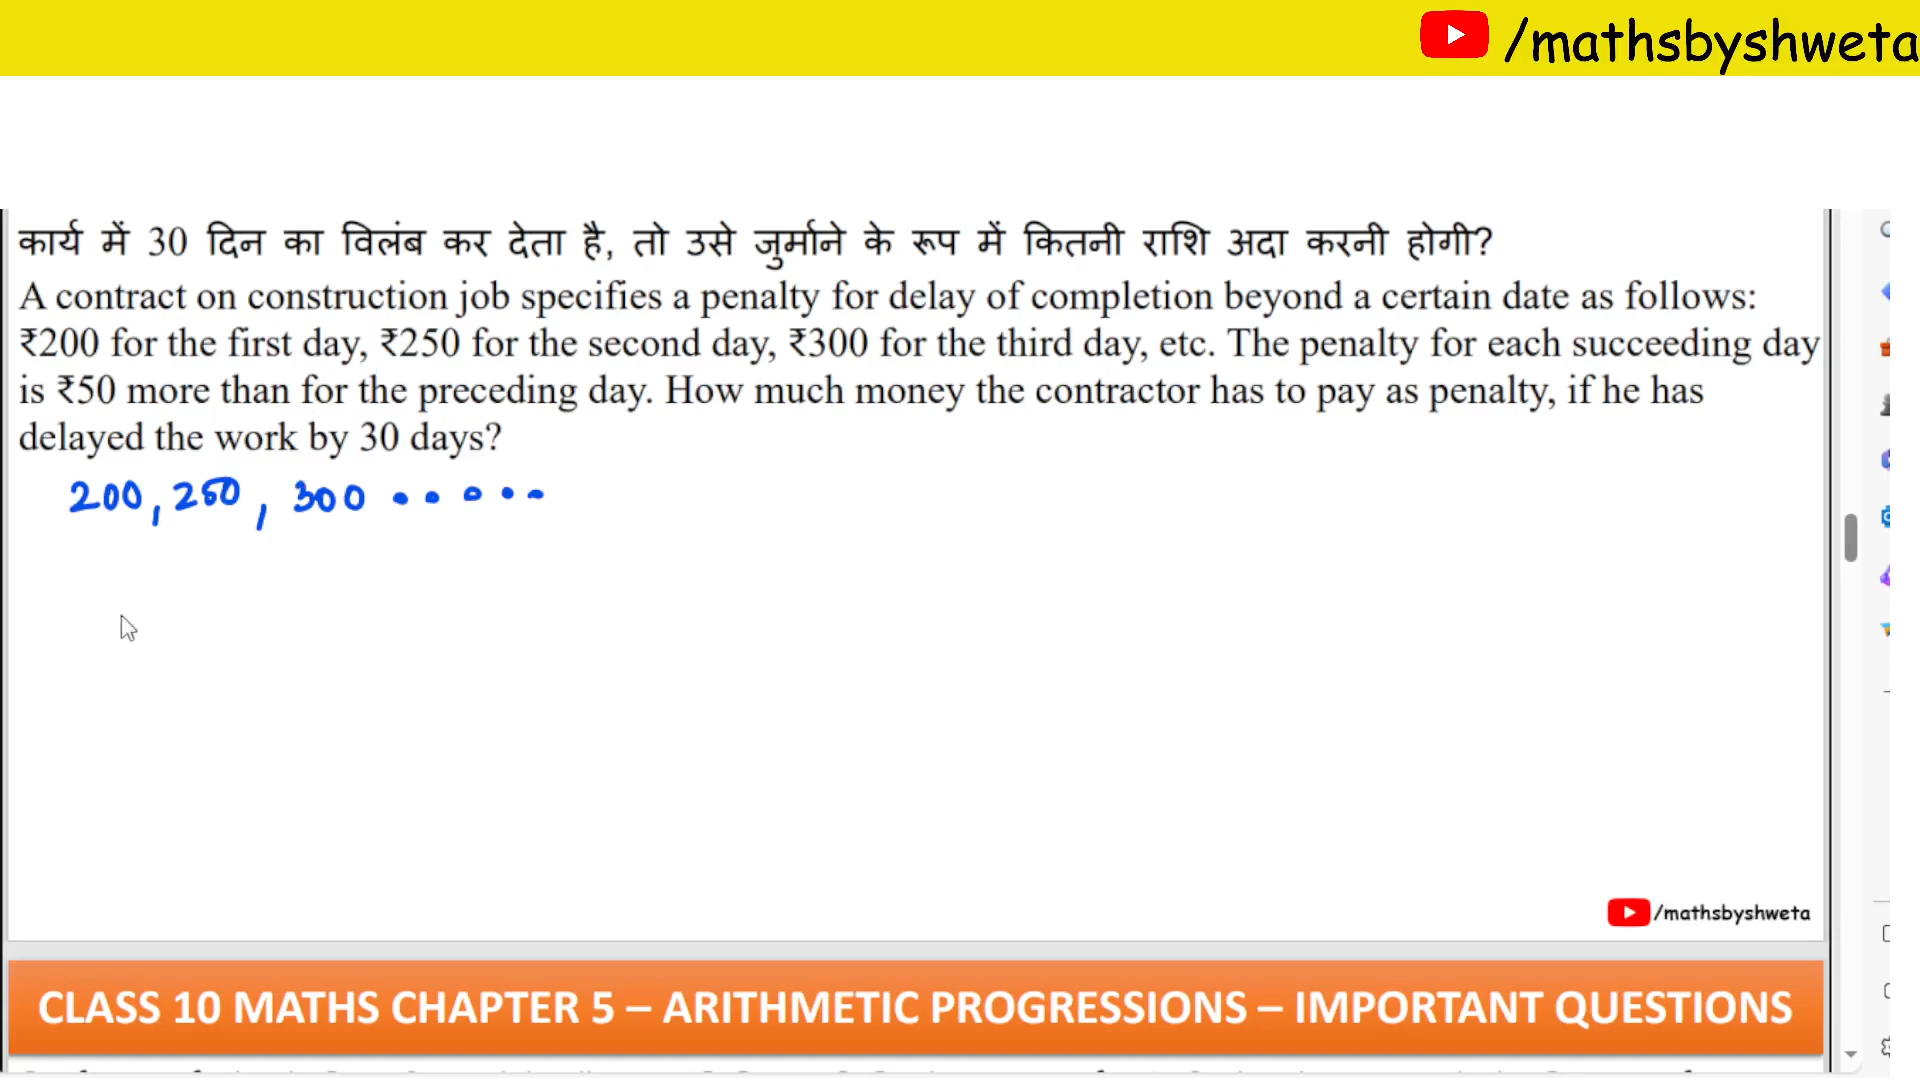 /mathsbyshweta
कार्य में 30 दिन का विलंब कर देता है, तो उसे जुर्माने के रूप में कितनी राशि अदा करनी होगी?
A contract on construction job specifies a penalty for delay of completion beyond a certain date as follows:
₹200 for the first day, ₹250 for the second day, ₹300 for the third day, etc. The penalty for each succeeding day
is ₹50 more than for the preceding day. How much money the contractor has to pay as penalty, if he has
delayed the work by 30 days?
200, 250, 300 .....
/mathsbyshweta
CLASS 10 MATHS CHAPTER 5 – ARITHMETIC PROGRESSIONS – IMPORTANT QUESTIONS